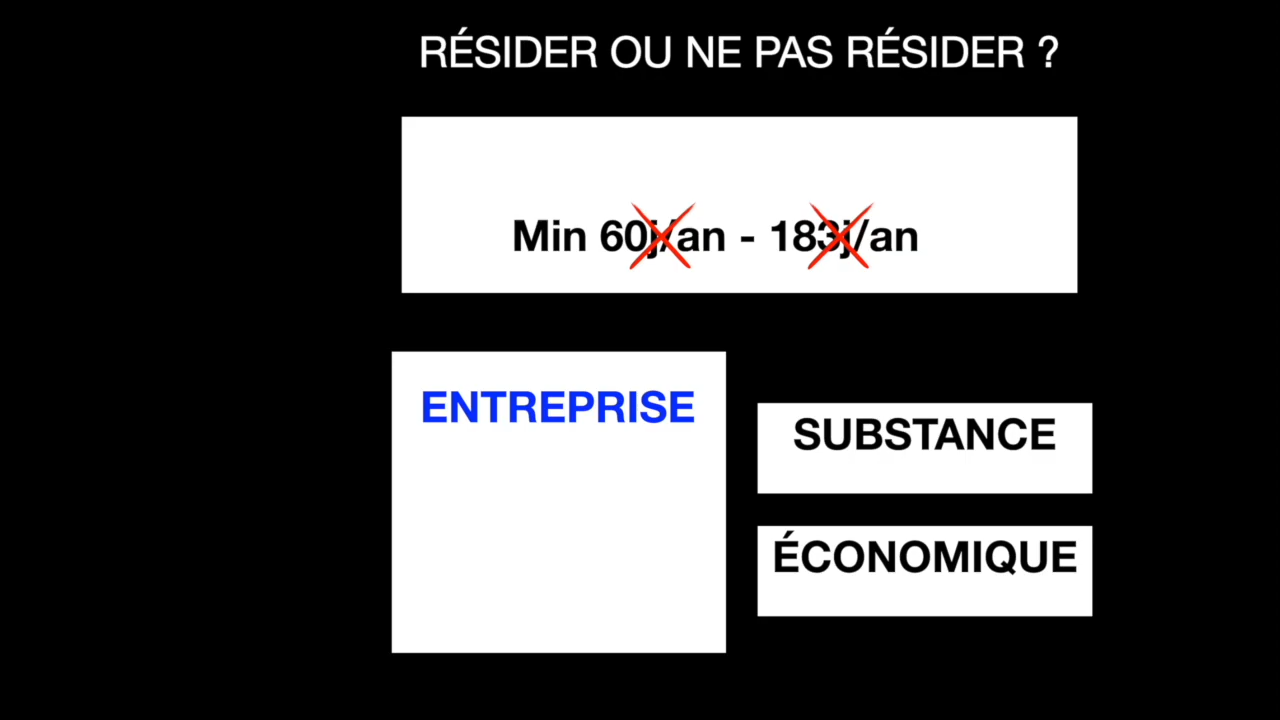 RÉSIDER OU NE PAS RÉSIDER ?
Min 60j/an - 183j/an
ENTREPRISE
SUBSTANCE
ÉCONOMIQUE